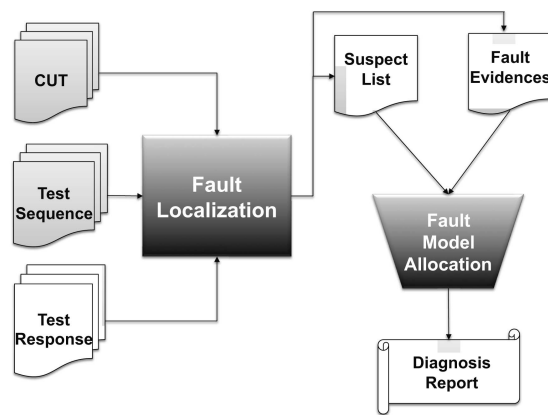 CUT
Test
Sequence
Test
Response
Fault
Localization
Suspect
List
Fault
Evidences
Fault
Model
Allocation
Diagnosis
Report